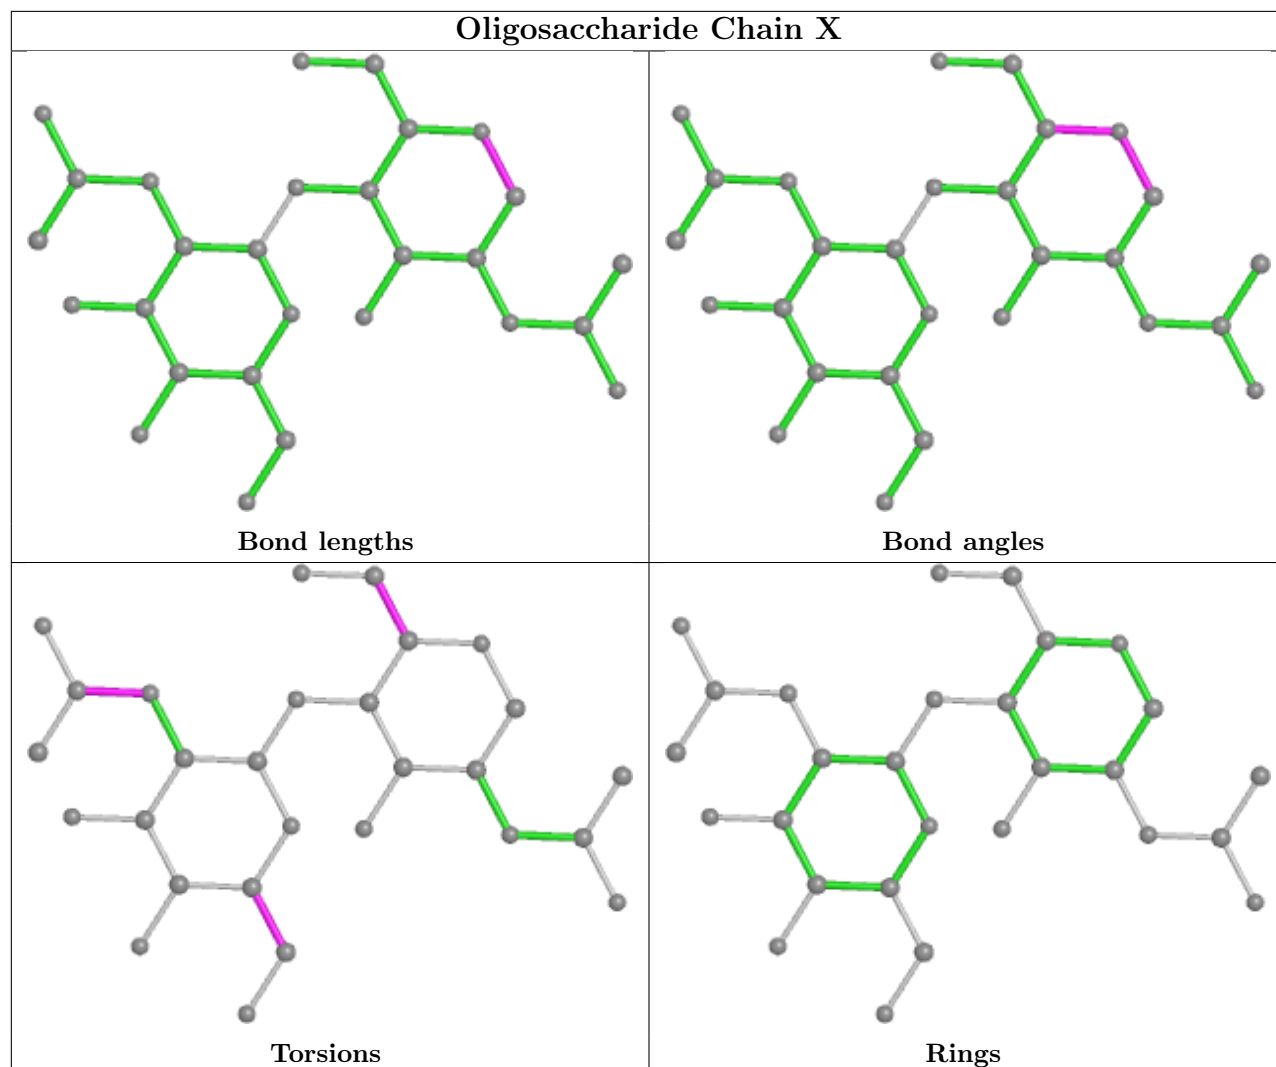 Oligosaccharide Chain X
Bond lengths
Bond angles
Torsions
Rings